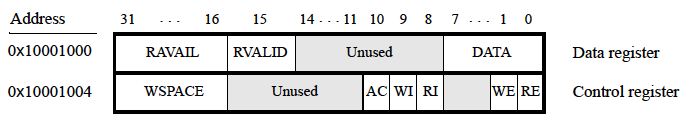 Address 31 . . . 16 15 14 · · · 11 10 9 8 7 . . . 1 0
0x10001000 RAVAIL RVALID Unused DATA Data register
0x10001004 WSPACE Unused AC WI RI WE RE Control register